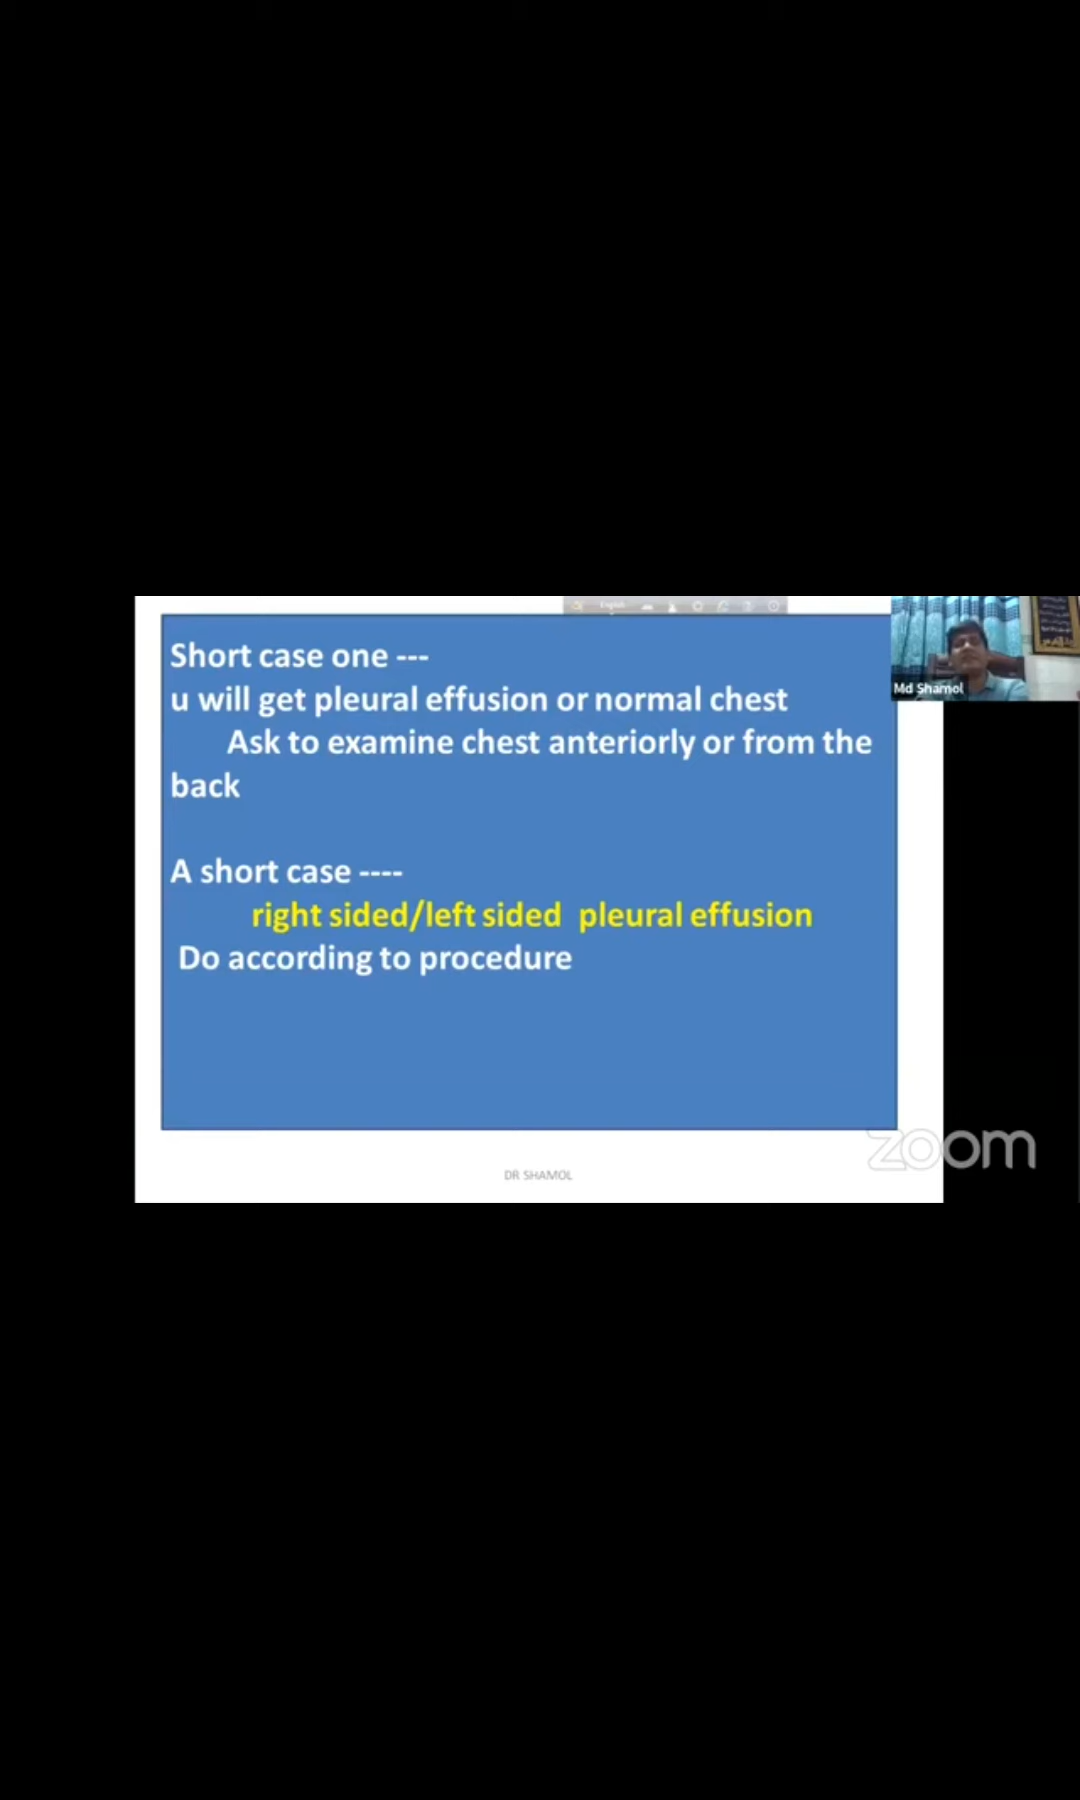 Short case one ---
u will get pleural effusion or normal chest
Ask to examine chest anteriorly or from the
back
A short case ----
right sided/left sided pleural effusion
Do according to procedure
Md Shamol
DR SHAMOL
zoom